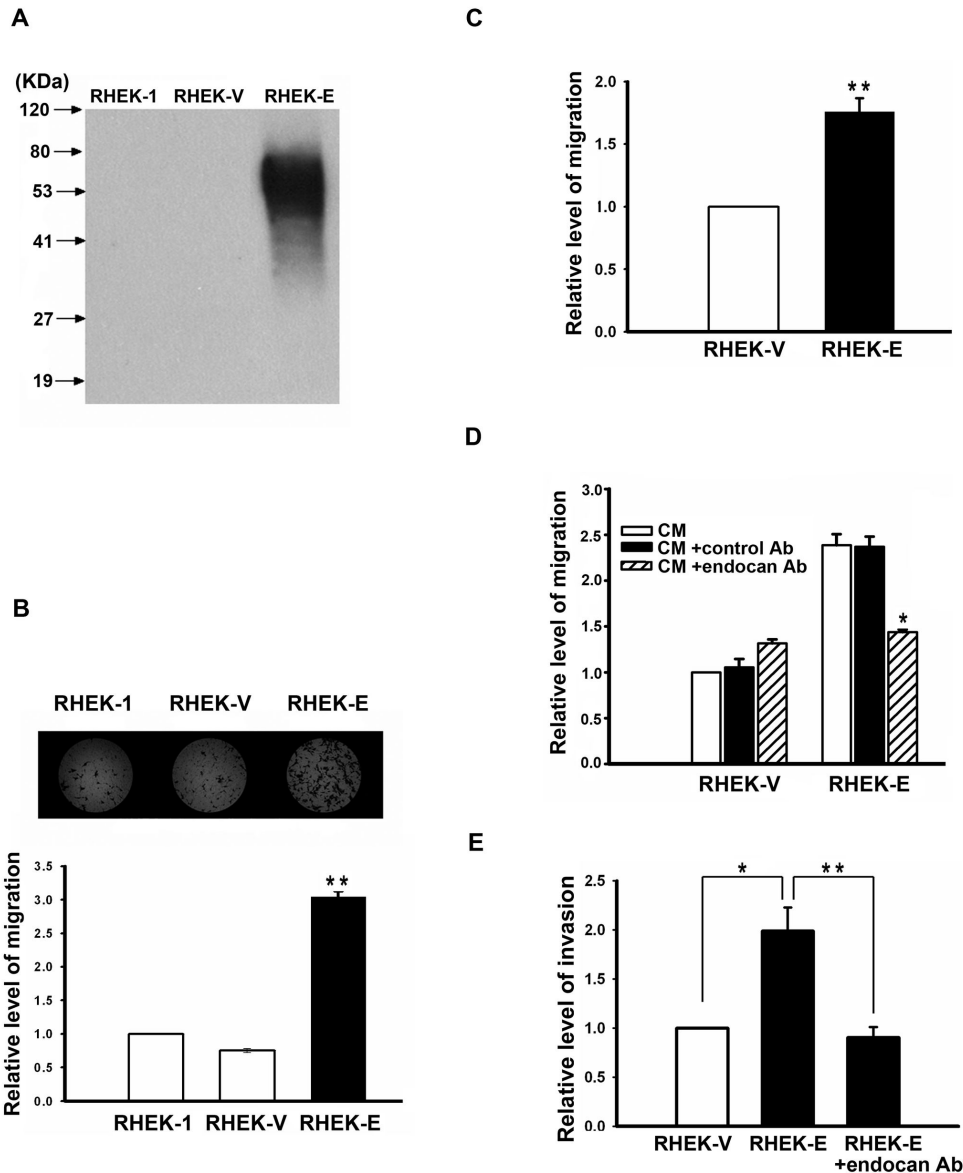 A
(KDa)
RHEK-1 RHEK-V RHEK-E
120
80
53
41
27
19
B
RHEK-1 RHEK-V RHEK-E
Relative level of migration
3.5
3.0
2.5
2.0
1.5
1.0
0.5
0.0
**
RHEK-1 RHEK-V RHEK-E
C
Relative level of migration
2.0
1.5
1.0
0.5
0.0
**
RHEK-V RHEK-E
D
Relative level of migration
3.0
2.5
2.0
1.5
1.0
0.5
0.0
CM
CM +control Ab
CM +endocan Ab
*
RHEK-V RHEK-E
E
Relative level of invasion
2.5
2.0
1.5
1.0
0.5
0.0
* **
RHEK-V RHEK-E RHEK-E
+endocan Ab